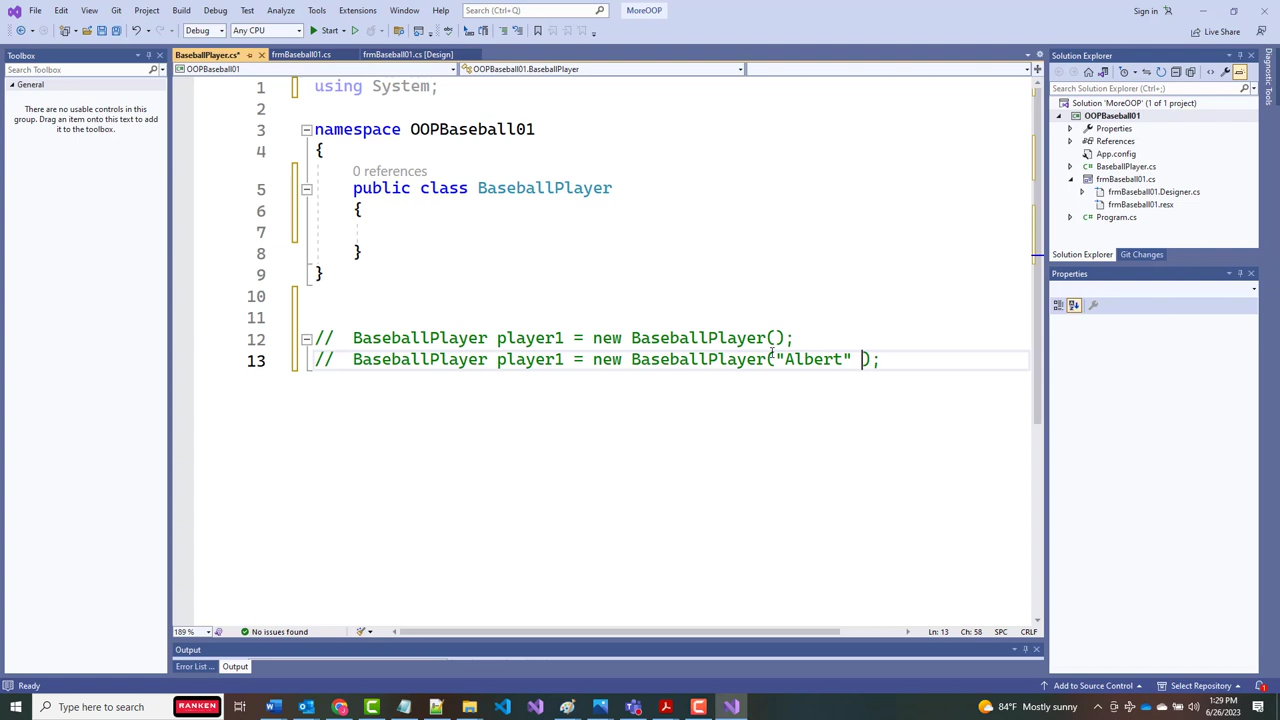 File Edit View Git Project Build Debug Test Analyze Tools Extensions Window Help Search (Ctrl+Q) MoreOOP Sign in
Debug Any CPU Start Live Share
Toolbox
Search Toolbox
General
There are no usable controls in this
group. Drag an item onto this text to add
it to the toolbox.
BaseballPlayer.cs* frmBaseball01.cs frmBaseball01.cs [Design]
OOPBaseball01 OOPBaseball01.BaseballPlayer
1 using System;
2
3 namespace OOPBaseball01
4 {
0 references
5 public class BaseballPlayer
6 {
7
8 }
9 }
10
11
12 // BaseballPlayer player1 = new BaseballPlayer();
13 // BaseballPlayer player1 = new BaseballPlayer("Albert" );
189 % No issues found Ln: 13 Ch: 58 SPC CRLF
Output
Error List ... Output
Solution Explorer
Search Solution Explorer (Ctrl+;)
Solution 'MoreOOP' (1 of 1 project)
OOPBaseball01
Properties
References
App.config
BaseballPlayer.cs
frmBaseball01.cs
frmBaseball01.Designer.cs
frmBaseball01.resx
Program.cs
Solution Explorer Git Changes
Properties
Diagnostic Tools
Ready Add to Source Control Select Repository
Type here to search RANKEN 84°F Mostly sunny 1:29 PM
6/26/2023